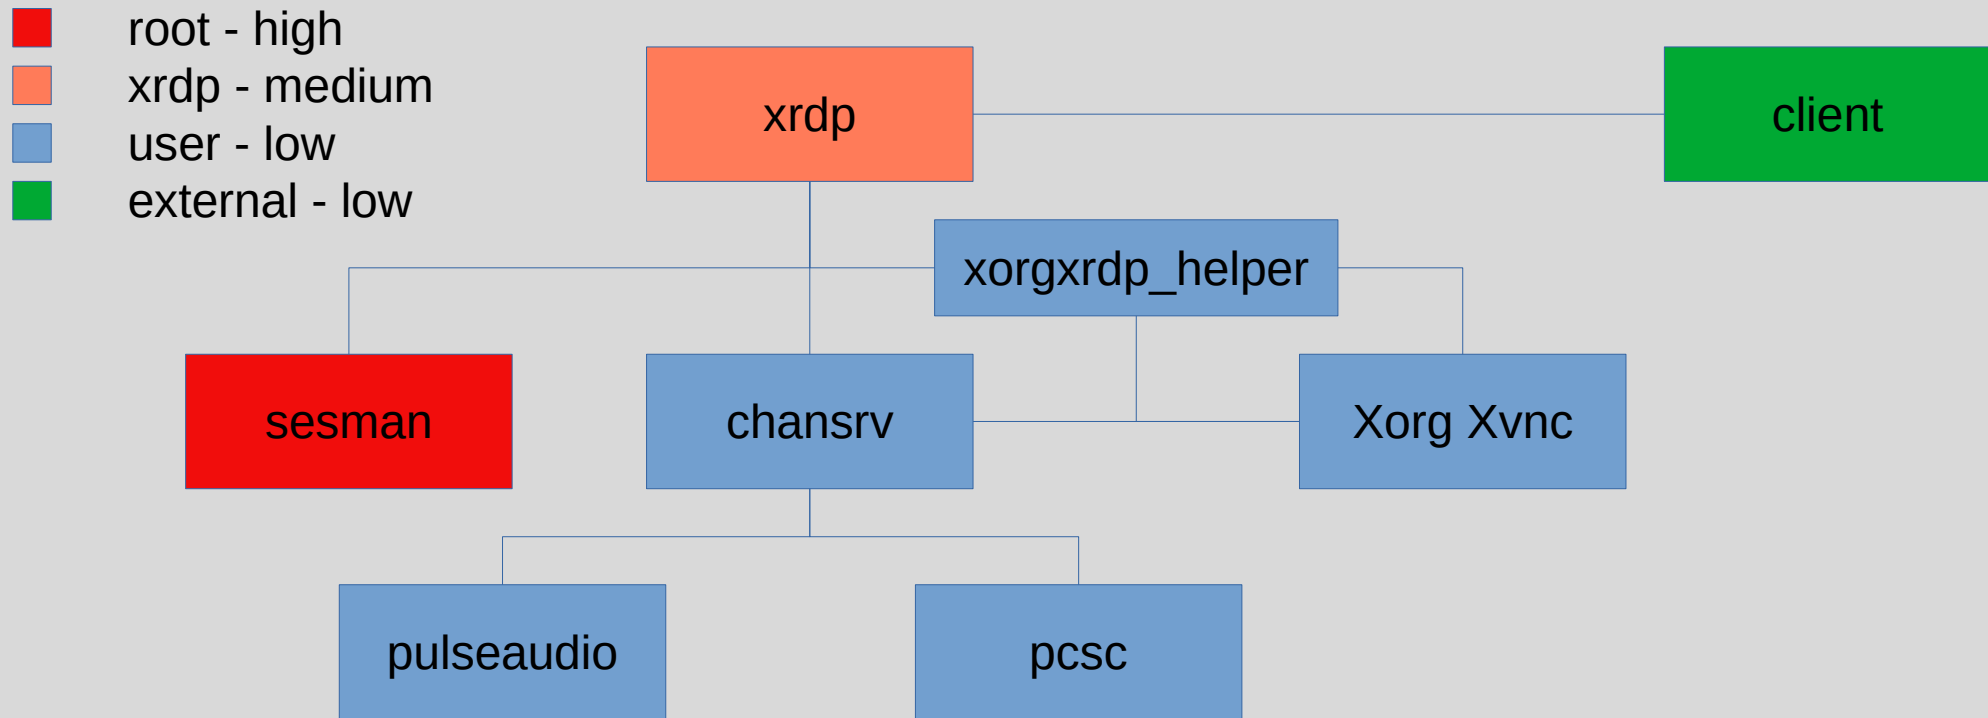 root - high
xrdp - medium
user - low
external - low
xrdp
client
xorgxrdp_helper
sesman
chansrv
Xorg Xvnc
pulseaudio
pcsc